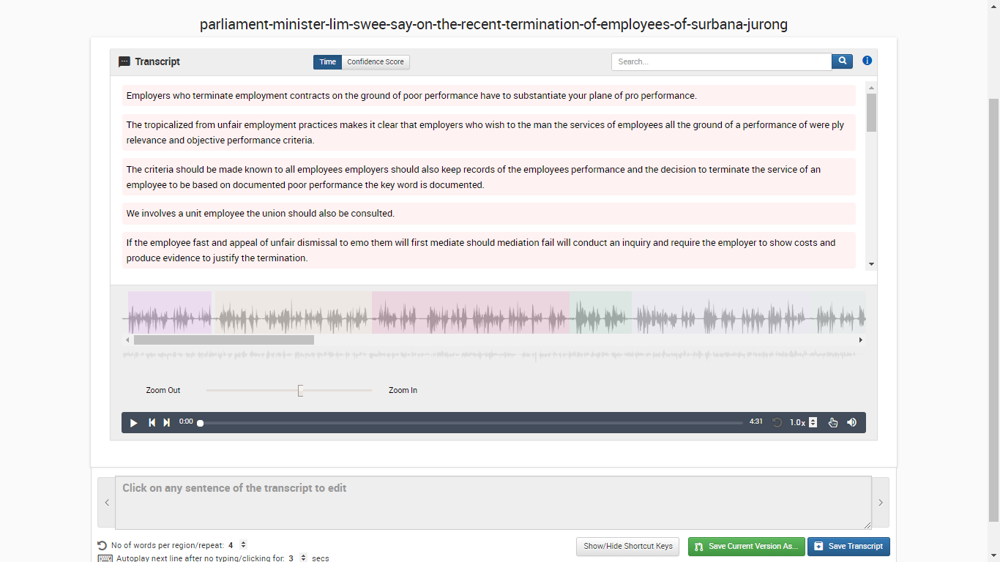 parliament-minister-lim-swee-say-on-the-recent-termination-of-employees-of-surbana-jurong
Transcript
Time
Confidence Score
Search...
Employers who terminate employment contracts on the ground of poor performance have to substantiate your plane of pro performance.
The tropicalized from unfair employment practices makes it clear that employers who wish to the man the services of employees all the ground of a performance of were ply
relevance and objective performance criteria.
The criteria should be made known to all employees employers should also keep records of the employees performance and the decision to terminate the service of an
employee to be based on documented poor performance the key word is documented.
We involves a unit employee the union should also be consulted.
If the employee fast and appeal of unfair dismissal to emo them will first mediate should mediation fail will conduct an inquiry and require the employer to show costs and
produce evidence to justify the termination.
Zoom Out
Zoom In
0:00
4:31
1.0x
Click on any sentence of the transcript to edit
No of words per region/repeat: 4
Show/Hide Shortcut Keys
Save Current Version As...
Save Transcript
Autoplay next line after no typing/clicking for: 3 secs